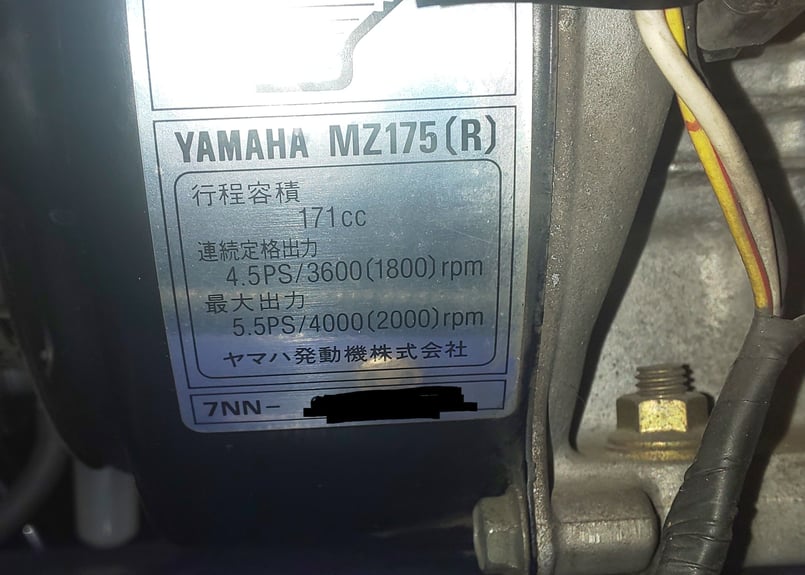 YAMAHA MZ175(R)
行程容積
171cc
連続定格出力
4.5PS/3600(1800)rpm
最大出力
5.5PS/4000(2000)rpm
ヤマハ発動機株式会社
7NN-